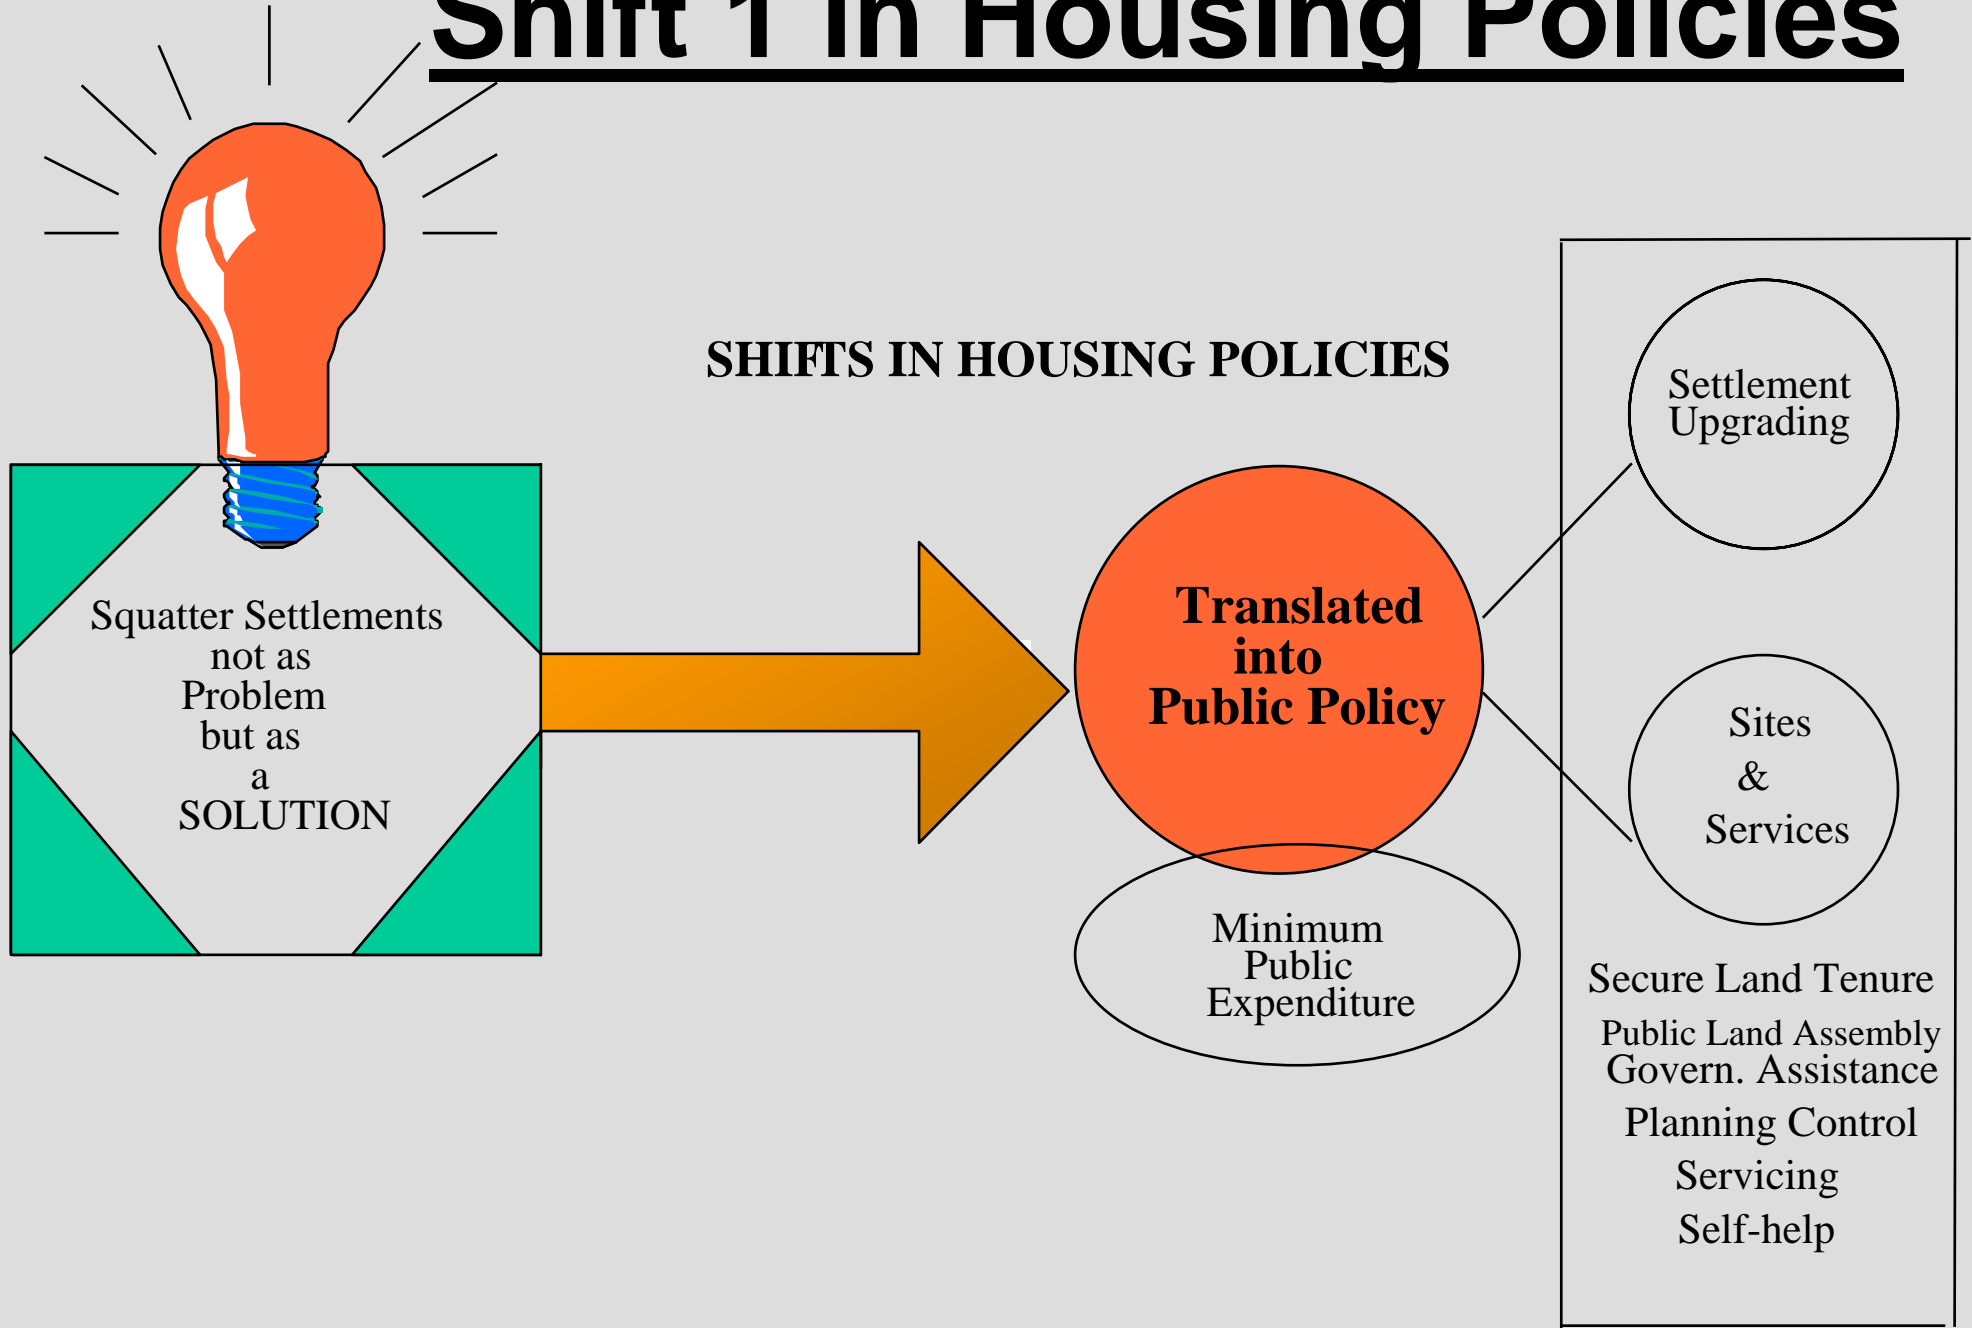 Shift 1 in Housing Policies
SHIFTS IN HOUSING POLICIES
Squatter Settlements
not as
Problem
but as
a
SOLUTION
Translated
into
Public Policy
Minimum
Public
Expenditure
Settlement
Upgrading
Sites
&
Services
Secure Land Tenure
Public Land Assembly
Govern. Assistance
Planning Control
Servicing
Self-help